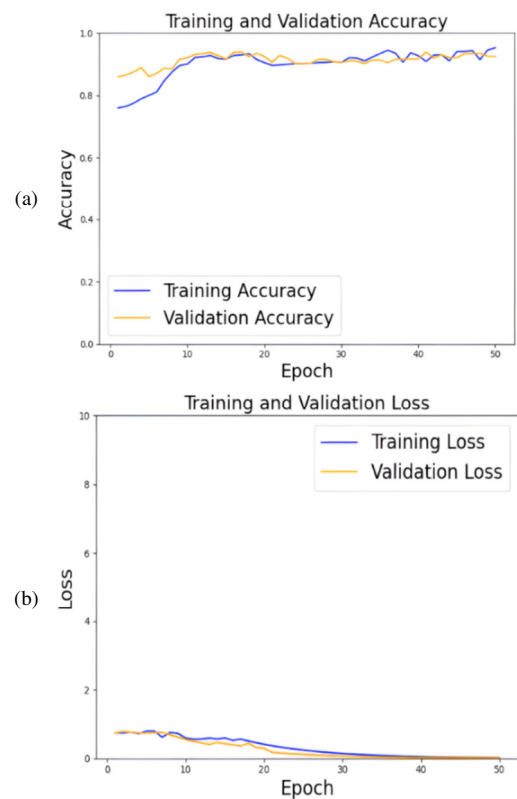 (a)
Training and Validation Accuracy
1.0
0.8
0.6
0.4
0.2
0.0
Accuracy
Training Accuracy
Validation Accuracy
0 10 20 30 40 50
Epoch
(b)
Training and Validation Loss
10
8
6
4
2
0
Loss
Training Loss
Validation Loss
0 10 20 30 40 50
Epoch